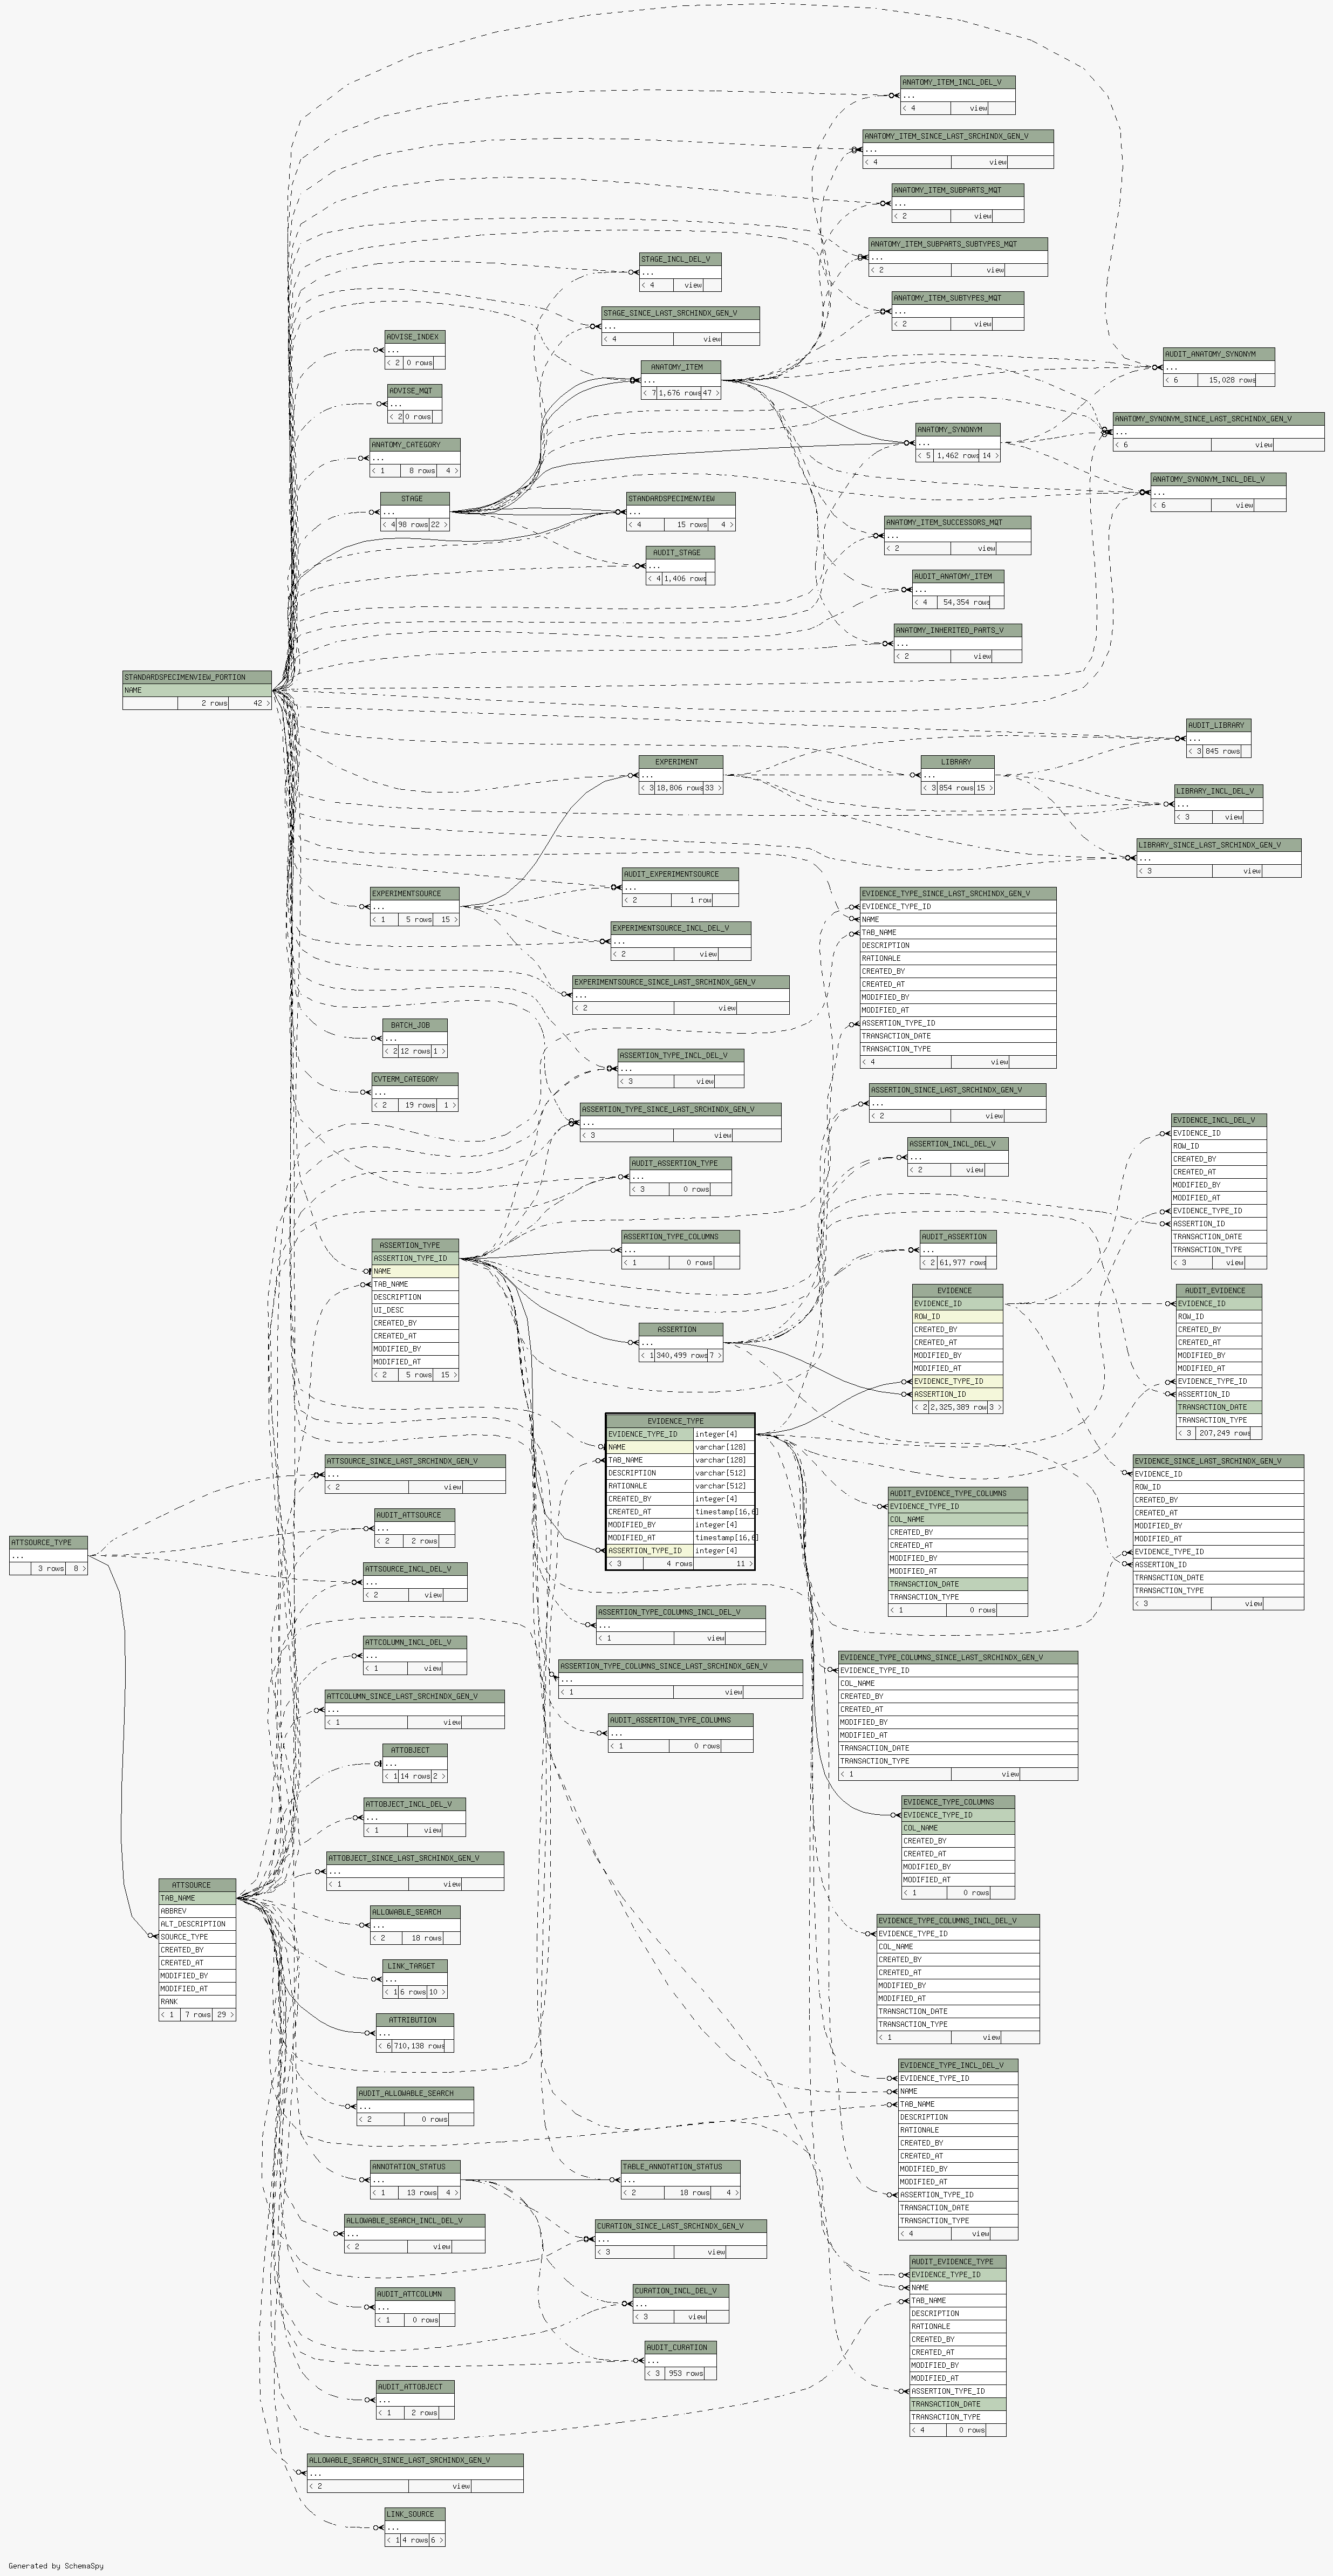 ANATOMY_ITEM_INCL_DEL_V
...
< 4 view
ANATOMY_ITEM_SINCE_LAST_SRCHINDX_GEN_V
...
< 4 view
ANATOMY_ITEM_SUBPARTS_MQT
...
< 2 view
ANATOMY_ITEM_SUBPARTS_SUBTYPES_MQT
...
< 2 view
STAGE_INCL_DEL_V
...
< 4 view
ANATOMY_ITEM_SUBTYPES_MQT
...
< 2 view
STAGE_SINCE_LAST_SRCHINDX_GEN_V
...
< 4 view
ADVISE_INDEX
...
< 2 0 rows
AUDIT_ANATOMY_SYNONYM
...
< 6 15,028 rows
ANATOMY_ITEM
...
< 7 1,676 rows 47 >
ADVISE_MQT
...
< 2 0 rows
ANATOMY_SYNONYM_SINCE_LAST_SRCHINDX_GEN_V
...
< 6 view
ANATOMY_SYNONYM
...
< 5 1,462 rows 14 >
ANATOMY_CATEGORY
...
< 1 8 rows 4 >
ANATOMY_SYNONYM_INCL_DEL_V
...
< 6 view
STAGE
...
< 4 98 rows 22 >
STANDARDSPECIMENVIEW
...
< 4 15 rows 4 >
ANATOMY_ITEM_SUCCESSORS_MQT
...
< 2 view
AUDIT_STAGE
...
< 4 1,406 rows
AUDIT_ANATOMY_ITEM
...
< 4 54,354 rows
ANATOMY_INHERITED_PARTS_V
...
< 2 view
STANDARDSPECIMENVIEW_PORTION
NAME
2 rows 42 >
AUDIT_LIBRARY
...
< 3 845 rows
EXPERIMENT
...
< 3 18,806 rows 33 >
LIBRARY
...
< 3 854 rows 15 >
LIBRARY_INCL_DEL_V
...
< 3 view
LIBRARY_SINCE_LAST_SRCHINDX_GEN_V
...
< 3 view
AUDIT_EXPERIMENTSOURCE
...
< 2 1 row
EXPERIMENTSOURCE
...
< 1 5 rows 15 >
EXPERIMENTSOURCE_INCL_DEL_V
...
< 2 view
EXPERIMENTSOURCE_SINCE_LAST_SRCHINDX_GEN_V
...
< 2 view
EVIDENCE_TYPE_SINCE_LAST_SRCHINDX_GEN_V
EVIDENCE_TYPE_ID
NAME
TAB_NAME
DESCRIPTION
RATIONALE
CREATED_BY
CREATED_AT
MODIFIED_BY
MODIFIED_AT
ASSERTION_TYPE_ID
TRANSACTION_DATE
TRANSACTION_TYPE
< 4 view
BATCH_JOB
...
< 2 12 rows 1 >
ASSERTION_TYPE_INCL_DEL_V
...
< 3 view
CVTERM_CATEGORY
...
< 2 19 rows 1 >
ASSERTION_TYPE_SINCE_LAST_SRCHINDX_GEN_V
...
< 3 view
ASSERTION_SINCE_LAST_SRCHINDX_GEN_V
...
< 2 view
ASSERTION_INCL_DEL_V
...
< 2 view
AUDIT_ASSERTION_TYPE
...
< 3 0 rows
EVIDENCE_INCL_DEL_V
EVIDENCE_ID
ROW_ID
CREATED_BY
CREATED_AT
MODIFIED_BY
MODIFIED_AT
EVIDENCE_TYPE_ID
ASSERTION_ID
TRANSACTION_DATE
TRANSACTION_TYPE
< 3 view
ASSERTION_TYPE_COLUMNS
...
< 1 0 rows
AUDIT_ASSERTION
...
< 2 61,977 rows
ASSERTION_TYPE
ASSERTION_TYPE_ID
NAME
TAB_NAME
DESCRIPTION
UI_DESC
CREATED_BY
CREATED_AT
MODIFIED_BY
MODIFIED_AT
< 2 5 rows 15 >
ASSERTION
...
< 1 340,499 rows 7 >
EVIDENCE
EVIDENCE_ID
ROW_ID
CREATED_BY
CREATED_AT
MODIFIED_BY
MODIFIED_AT
EVIDENCE_TYPE_ID
ASSERTION_ID
< 2 2,325,389 row 3 >
AUDIT_EVIDENCE
EVIDENCE_ID
ROW_ID
CREATED_BY
CREATED_AT
MODIFIED_BY
MODIFIED_AT
EVIDENCE_TYPE_ID
ASSERTION_ID
TRANSACTION_DATE
TRANSACTION_TYPE
< 3 207,249 rows
EVIDENCE_TYPE
EVIDENCE_TYPE_ID integer[4]
NAME varchar[128]
TAB_NAME varchar[128]
DESCRIPTION varchar[512]
RATIONALE varchar[512]
CREATED_BY integer[4]
CREATED_AT timestamp[16,6]
MODIFIED_BY integer[4]
MODIFIED_AT timestamp[16,6]
ASSERTION_TYPE_ID integer[4]
< 3 4 rows 11 >
EVIDENCE_SINCE_LAST_SRCHINDX_GEN_V
EVIDENCE_ID
ROW_ID
CREATED_BY
CREATED_AT
MODIFIED_BY
MODIFIED_AT
EVIDENCE_TYPE_ID
ASSERTION_ID
TRANSACTION_DATE
TRANSACTION_TYPE
< 3 view
AUDIT_EVIDENCE_TYPE_COLUMNS
EVIDENCE_TYPE_ID
COL_NAME
CREATED_BY
CREATED_AT
MODIFIED_BY
MODIFIED_AT
TRANSACTION_DATE
TRANSACTION_TYPE
< 1 0 rows
ATTSOURCE_SINCE_LAST_SRCHINDX_GEN_V
...
< 2 view
AUDIT_ATTSOURCE
...
< 2 2 rows
ATTSOURCE_TYPE
...
3 rows 8 >
ATTSOURCE_INCL_DEL_V
...
< 2 view
ASSERTION_TYPE_COLUMNS_INCL_DEL_V
...
< 1 view
ATTCOLUMN_INCL_DEL_V
...
< 1 view
ASSERTION_TYPE_COLUMNS_SINCE_LAST_SRCHINDX_GEN_V
...
< 1 view
EVIDENCE_TYPE_COLUMNS_SINCE_LAST_SRCHINDX_GEN_V
EVIDENCE_TYPE_ID
COL_NAME
CREATED_BY
CREATED_AT
MODIFIED_BY
MODIFIED_AT
TRANSACTION_DATE
TRANSACTION_TYPE
< 1 view
ATTCOLUMN_SINCE_LAST_SRCHINDX_GEN_V
...
< 1 view
AUDIT_ASSERTION_TYPE_COLUMNS
...
< 1 0 rows
ATTOBJECT
...
< 1 14 rows 2 >
ATTOBJECT_INCL_DEL_V
...
< 1 view
EVIDENCE_TYPE_COLUMNS
EVIDENCE_TYPE_ID
COL_NAME
CREATED_BY
CREATED_AT
MODIFIED_BY
MODIFIED_AT
< 1 0 rows
ATTOBJECT_SINCE_LAST_SRCHINDX_GEN_V
...
< 1 view
ATTSOURCE
TAB_NAME
ABBREV
ALT_DESCRIPTION
SOURCE_TYPE
CREATED_BY
CREATED_AT
MODIFIED_BY
MODIFIED_AT
RANK
< 1 7 rows 29 >
ALLOWABLE_SEARCH
...
< 2 18 rows
EVIDENCE_TYPE_COLUMNS_INCL_DEL_V
EVIDENCE_TYPE_ID
COL_NAME
CREATED_BY
CREATED_AT
MODIFIED_BY
MODIFIED_AT
TRANSACTION_DATE
TRANSACTION_TYPE
< 1 view
LINK_TARGET
...
< 1 6 rows 10 >
ATTRIBUTION
...
< 6 710,138 rows
EVIDENCE_TYPE_INCL_DEL_V
EVIDENCE_TYPE_ID
NAME
TAB_NAME
DESCRIPTION
RATIONALE
CREATED_BY
CREATED_AT
MODIFIED_BY
MODIFIED_AT
ASSERTION_TYPE_ID
TRANSACTION_DATE
TRANSACTION_TYPE
< 4 view
AUDIT_ALLOWABLE_SEARCH
...
< 2 0 rows
ANNOTATION_STATUS
...
< 1 13 rows 4 >
TABLE_ANNOTATION_STATUS
...
< 2 18 rows 4 >
ALLOWABLE_SEARCH_INCL_DEL_V
...
< 2 view
CURATION_SINCE_LAST_SRCHINDX_GEN_V
...
< 3 view
AUDIT_EVIDENCE_TYPE
EVIDENCE_TYPE_ID
NAME
TAB_NAME
DESCRIPTION
RATIONALE
CREATED_BY
CREATED_AT
MODIFIED_BY
MODIFIED_AT
ASSERTION_TYPE_ID
TRANSACTION_DATE
TRANSACTION_TYPE
< 4 0 rows
CURATION_INCL_DEL_V
...
< 3 view
AUDIT_ATTCOLUMN
...
< 1 0 rows
AUDIT_CURATION
...
< 3 953 rows
AUDIT_ATTOBJECT
...
< 1 2 rows
ALLOWABLE_SEARCH_SINCE_LAST_SRCHINDX_GEN_V
...
< 2 view
LINK_SOURCE
...
< 1 4 rows 6 >
Generated by SchemaSpy